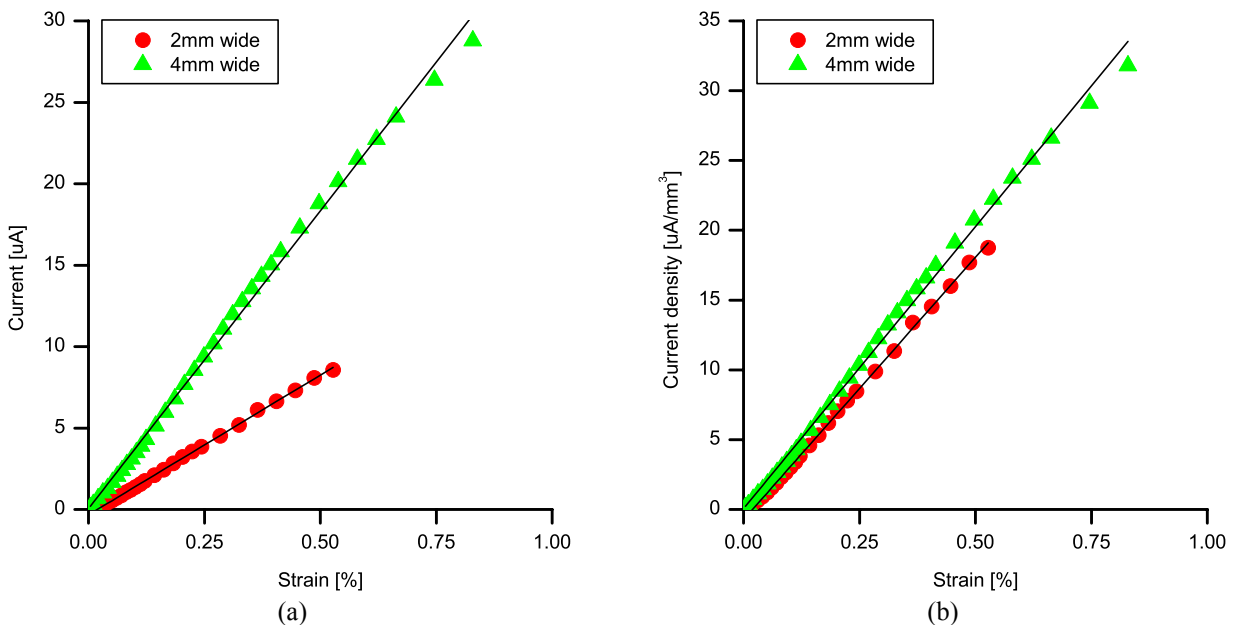 30
25
20
15
10
5
0
0.00 0.25 0.50 0.75 1.00
Current [uA]
Strain [%]
2mm wide
4mm wide
(a)
35
30
25
20
15
10
5
0
0.00 0.25 0.50 0.75 1.00
Current density [uA/mm³]
Strain [%]
2mm wide
4mm wide
(b)